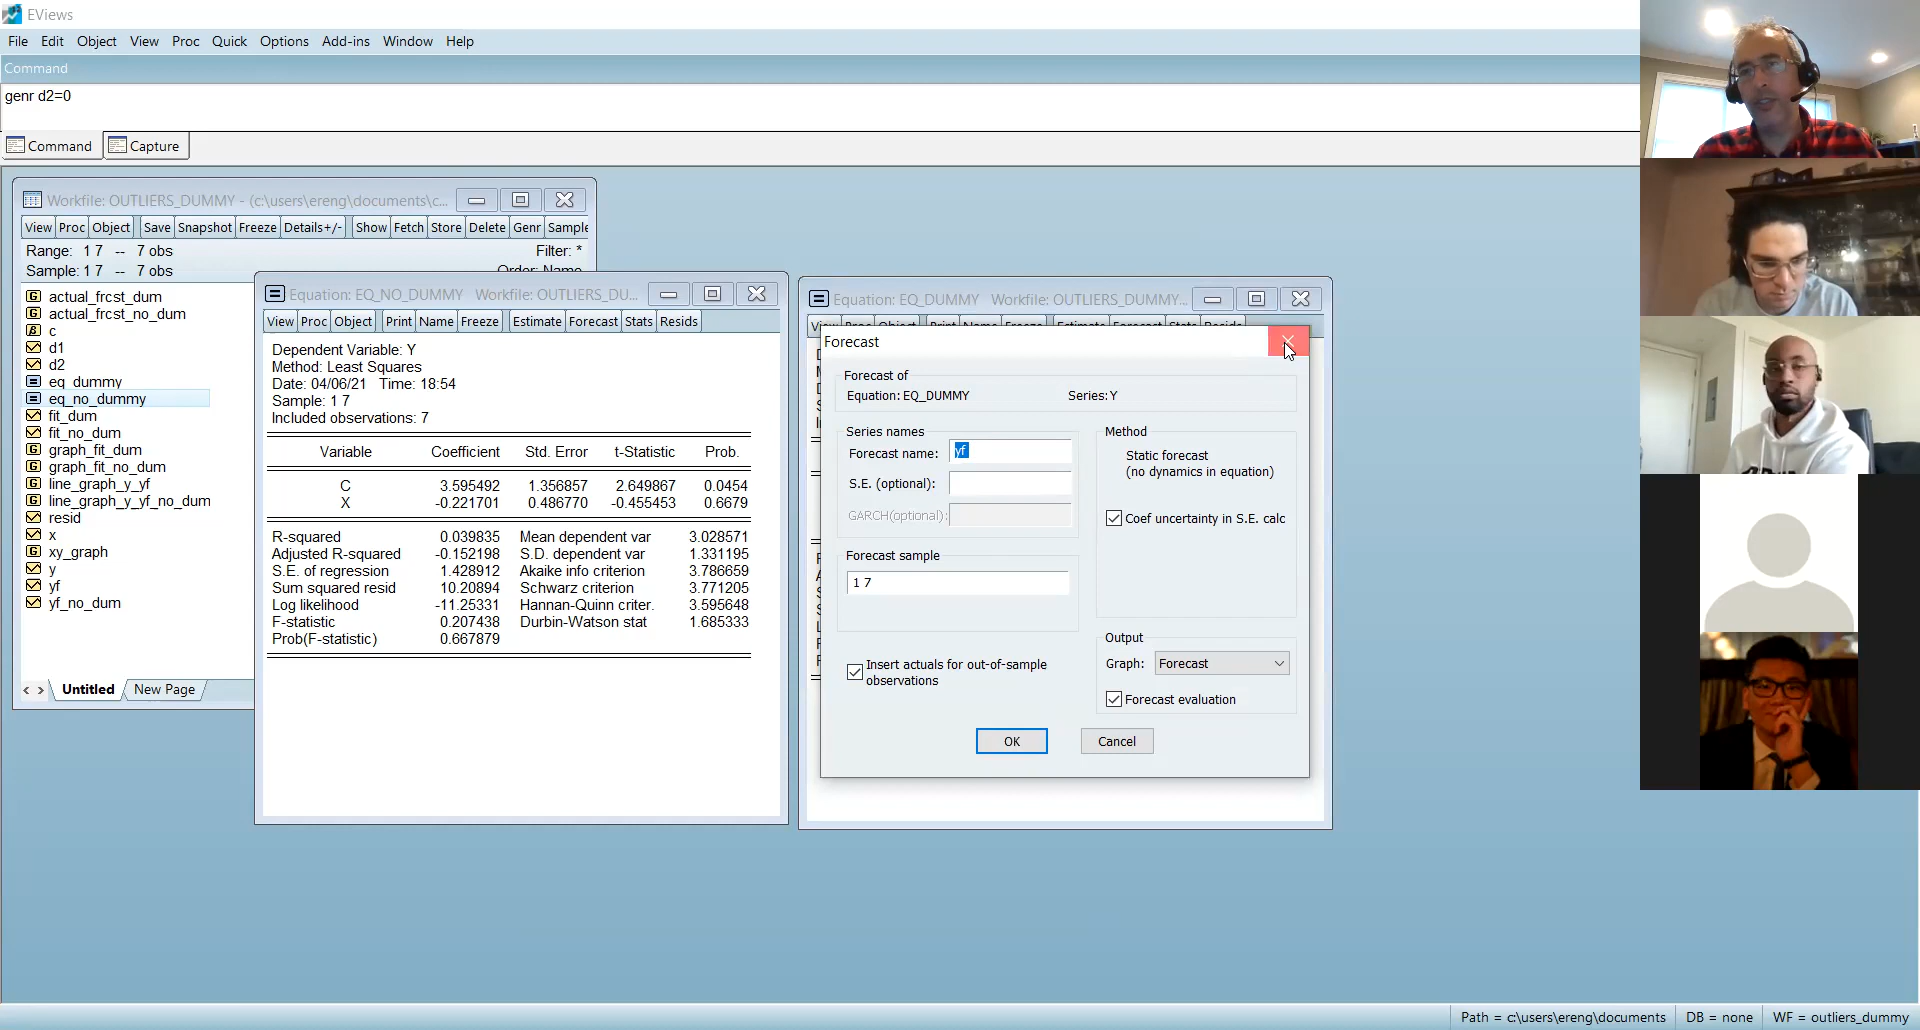 EViews
File Edit Object View Proc Quick Options Add-ins Window Help
Command
genr d2=0
Command Capture
Workfile: OUTLIERS_DUMMY - (c:\users\ereng\documents\c...
View Proc Object Save Snapshot Freeze Details+/- Show Fetch Store Delete Genr Sample
Range: 1 7 -- 7 obs Filter: *
Sample: 1 7 -- 7 obs Order: Name
actual_frcst_dum
actual_frcst_no_dum
c
d1
d2
eq_dummy
eq_no_dummy
fit_dum
fit_no_dum
graph_fit_dum
graph_fit_no_dum
line_graph_y_yf
line_graph_y_yf_no_dum
resid
x
xy_graph
y
yf
yf_no_dum
Untitled New Page
Equation: EQ_NO_DUMMY Workfile: OUTLIERS_DU...
View Proc Object Print Name Freeze Estimate Forecast Stats Resids
Dependent Variable: Y
Method: Least Squares
Date: 04/06/21 Time: 18:54
Sample: 1 7
Included observations: 7
Variable Coefficient Std. Error t-Statistic Prob.
C 3.595492 1.356857 2.649867 0.0454
X -0.221701 0.486770 -0.455453 0.6679
R-squared 0.039835 Mean dependent var 3.028571
Adjusted R-squared -0.152198 S.D. dependent var 1.331195
S.E. of regression 1.428912 Akaike info criterion 3.786659
Sum squared resid 10.20894 Schwarz criterion 3.771205
Log likelihood -11.25331 Hannan-Quinn criter. 3.595648
F-statistic 0.207438 Durbin-Watson stat 1.685333
Prob(F-statistic) 0.667879
Equation: EQ_DUMMY Workfile: OUTLIERS_DUMMY...
View Proc Object Print Name Freeze Estimate Forecast Stats Resids
Forecast
Forecast of
Equation: EQ_DUMMY Series: Y
Series names
Forecast name: yf
S.E. (optional):
GARCH(optional):
Forecast sample
1 7
Insert actuals for out-of-sample
observations
Method
Static forecast
(no dynamics in equation)
Coef uncertainty in S.E. calc
Output
Graph: Forecast
Forecast evaluation
OK Cancel
Path = c:\users\ereng\documents DB = none WF = outliers_dummy